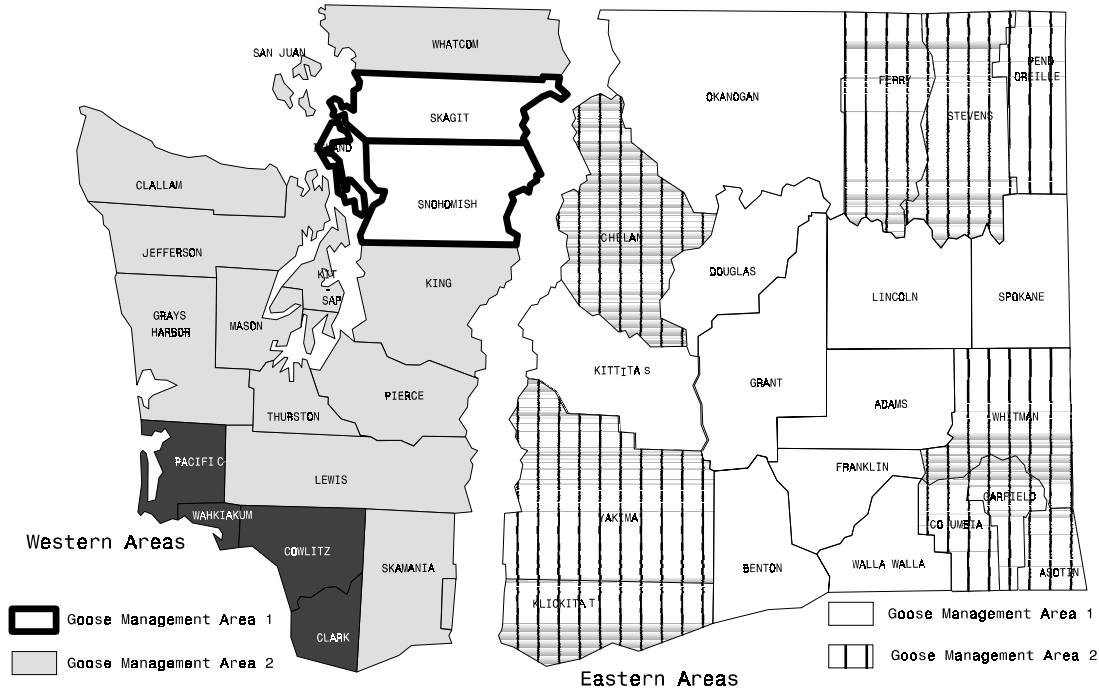 WHATCOM
SAN JUAN
SKAGIT
SNOHOMISH
CLALLAM
JEFFERSON
KIT
SAP
KING
GRAYS
HARBOR
MASON
PIERCE
THURSTON
PACIFIC
LEWIS
WAHKIAKUM
COWLITZ
SKAMANIA
CLARK
Western Areas
Goose Management Area 1
Goose Management Area 2
OKANOGAN
FERRY
PEND
OREILLE
STEVENS
CHELAN
DOUGLAS
LINCOLN
SPOKANE
KITTITAS
GRANT
ADAMS
WHITMAN
FRANKLIN
GARFIELD
YAKIMA
CO UMBIA
BENTON
WALLA WALLA
ASOTIN
KLICKITAT
Goose Management Area 1
Goose Management Area 2
Eastern Areas